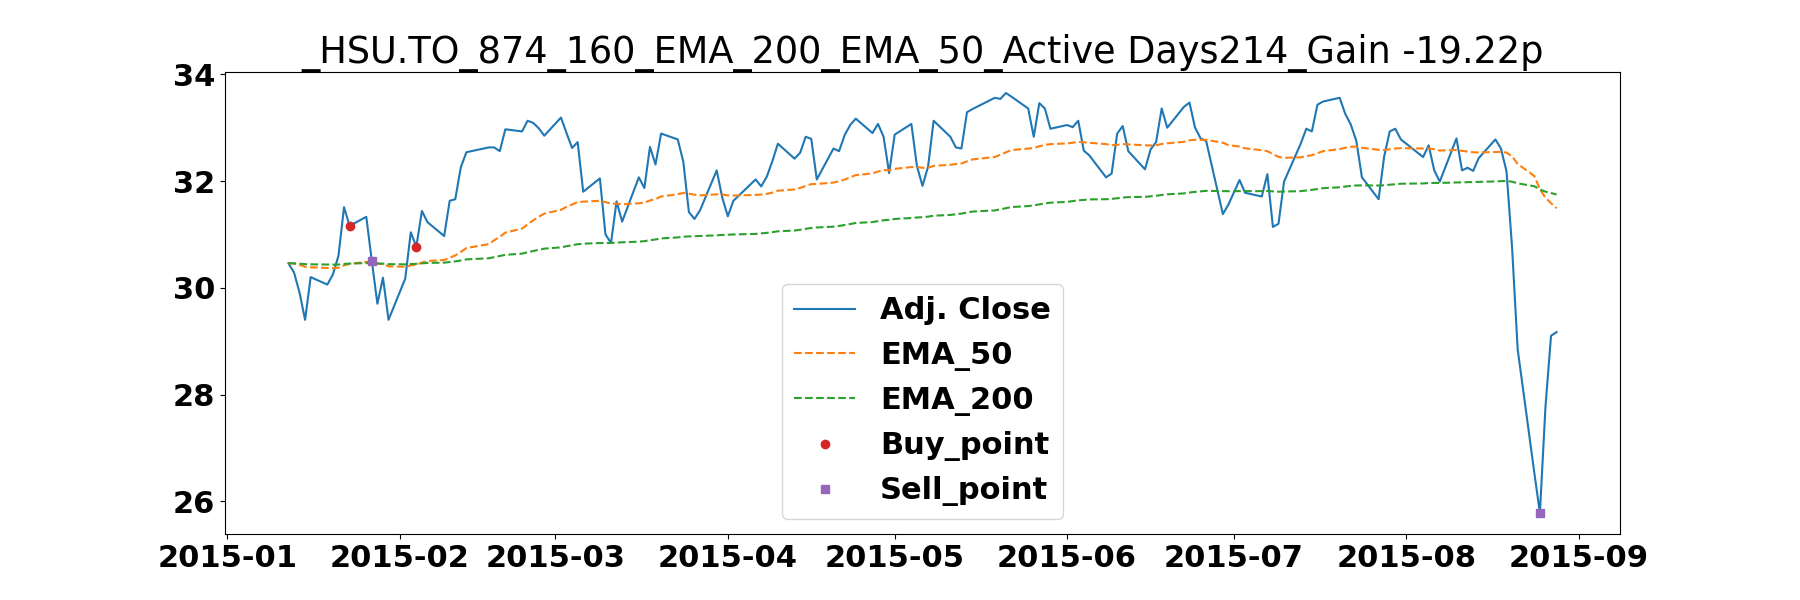 _HSU.TO_874_160_EMA_200_EMA_50_Active Days214_Gain -19.22p
34
32
30
28
26
Adj. Close
EMA_50
EMA_200
Buy_point
Sell_point
2015-01 2015-02 2015-03 2015-04 2015-05 2015-06 2015-07 2015-08 2015-09